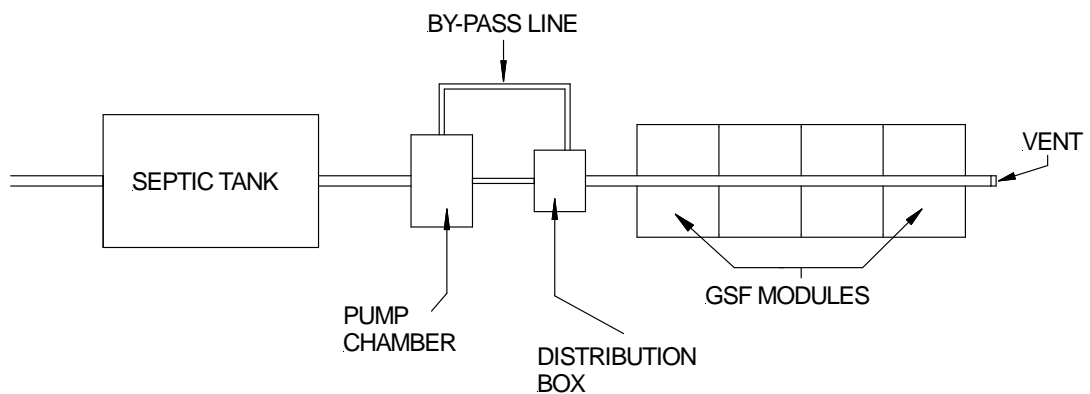 BY-PASS LINE
SEPTIC TANK
VENT
GSF MODULES
PUMP
CHAMBER
DISTRIBUTION
BOX